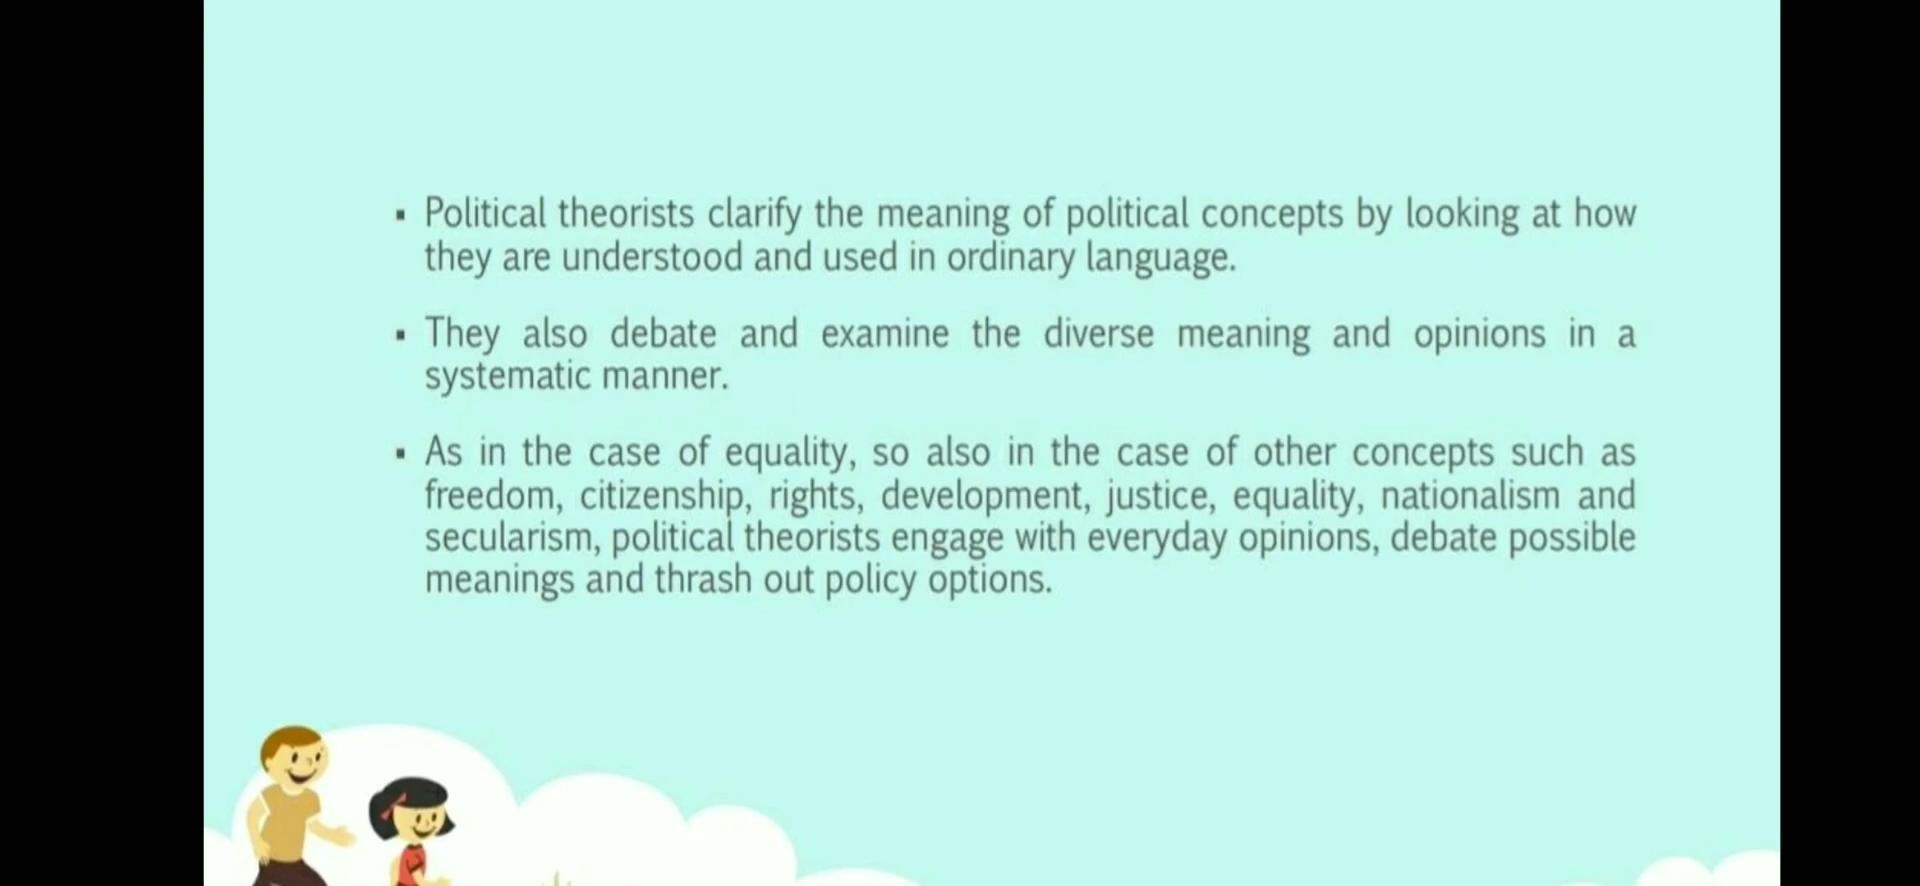 ▪ Political theorists clarify the meaning of political concepts by looking at how
they are understood and used in ordinary language.
▪ They also debate and examine the diverse meaning and opinions in a
systematic manner.
▪ As in the case of equality, so also in the case of other concepts such as
freedom, citizenship, rights, development, justice, equality, nationalism and
secularism, political theorists engage with everyday opinions, debate possible
meanings and thrash out policy options.